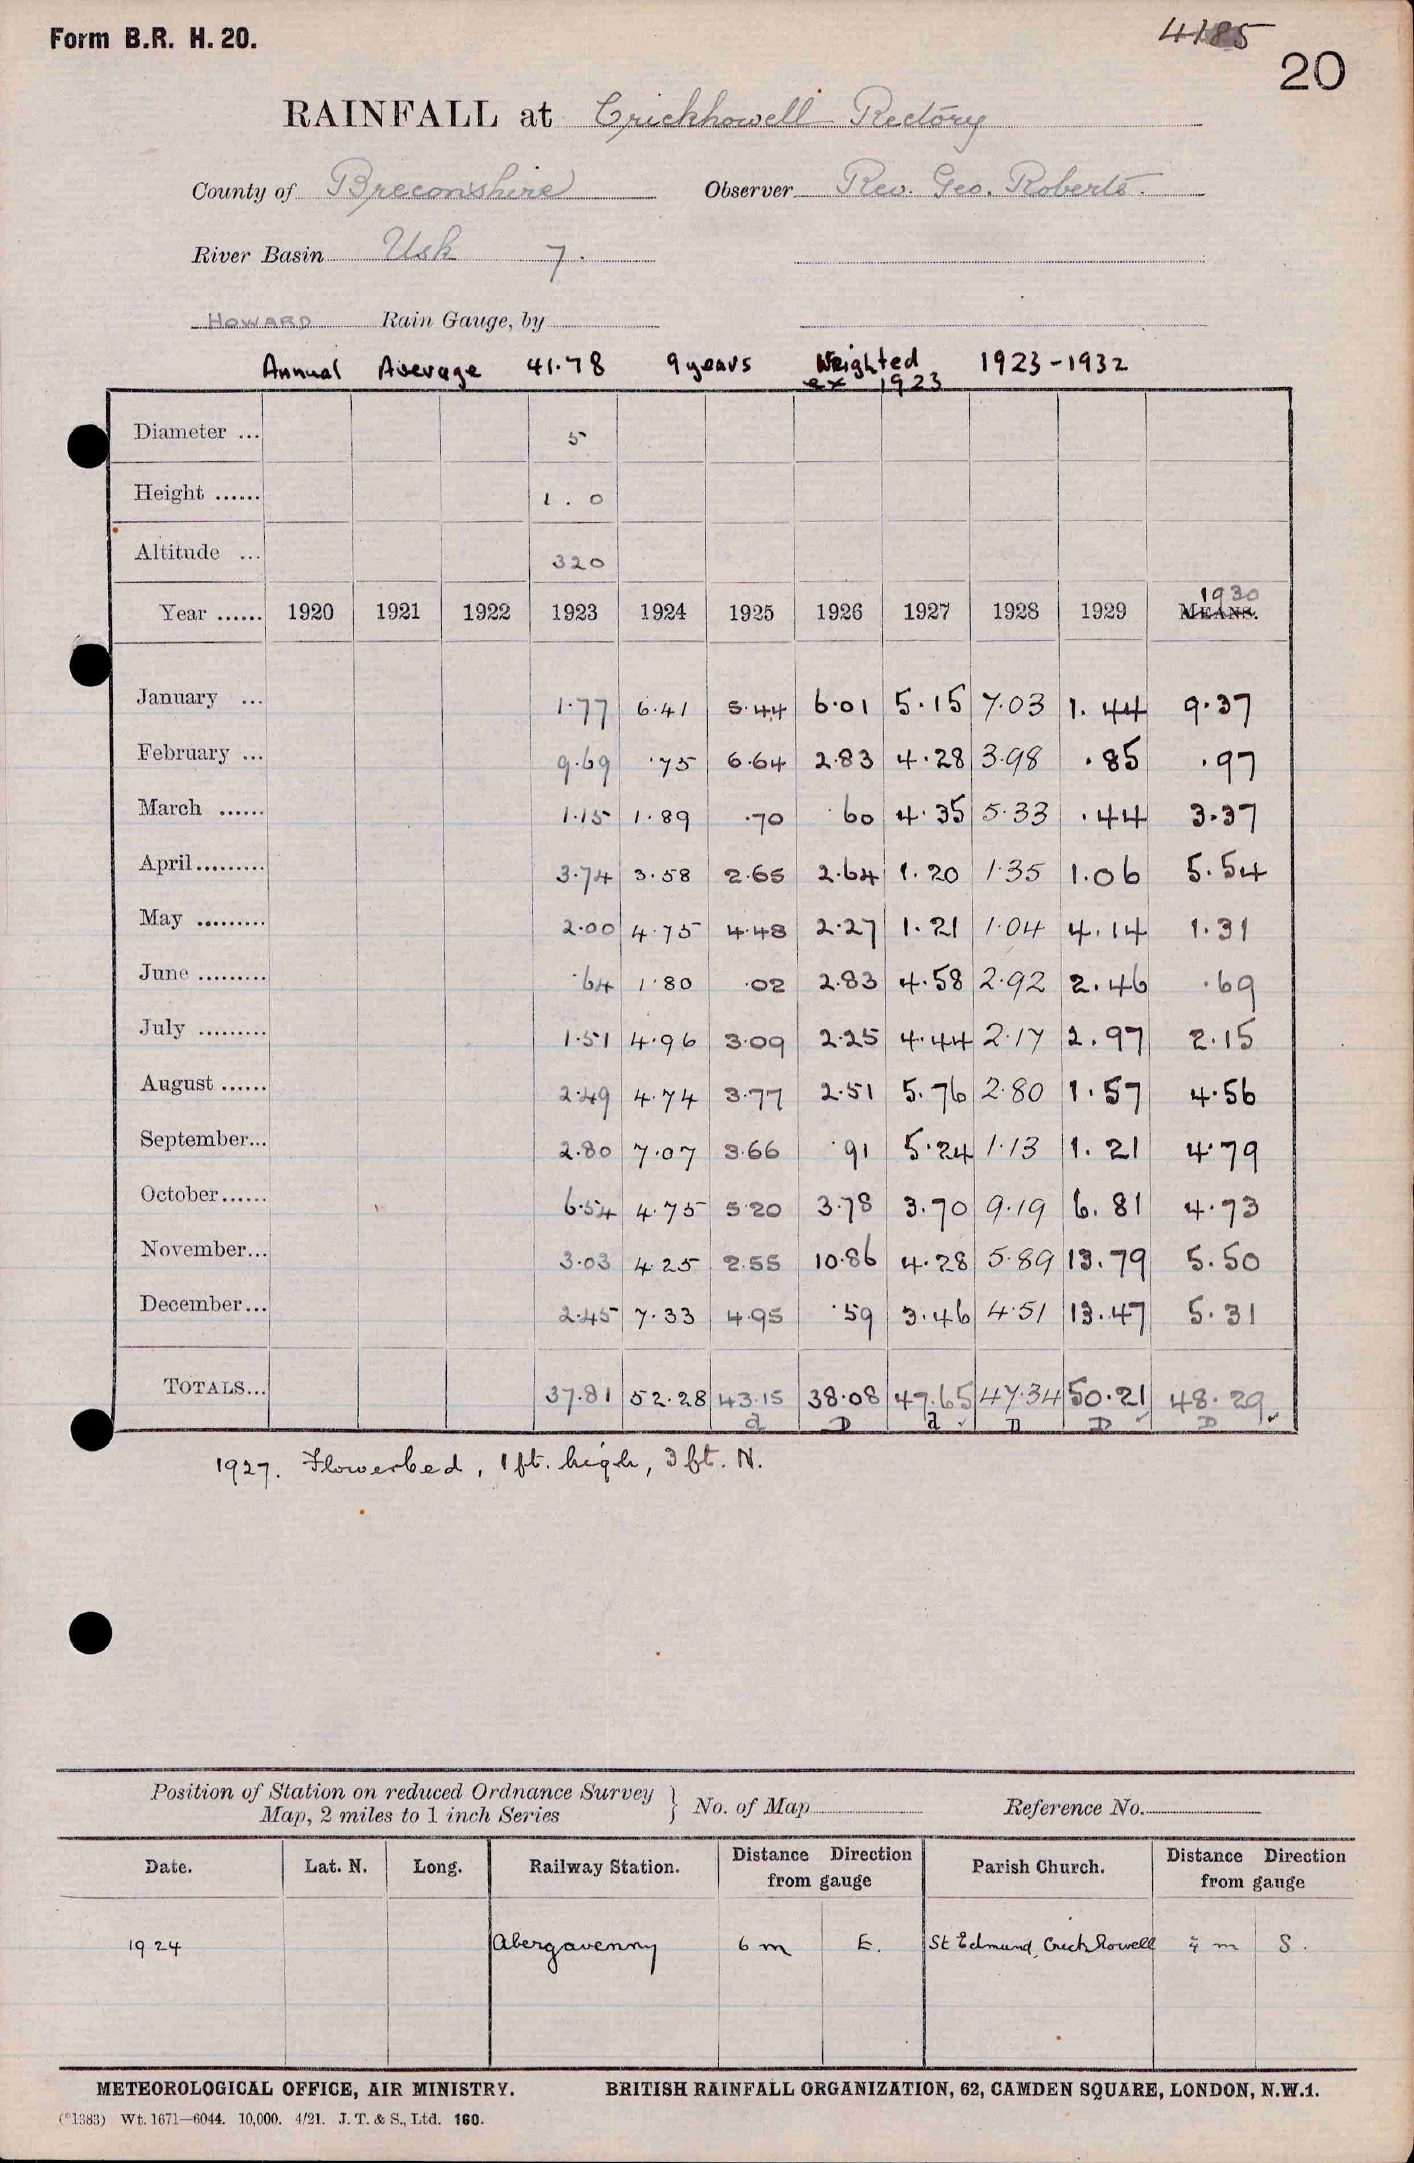 Form B.R. H. 20.
4185
20
RAINFALL at Crickhowell Rectory
County of Breconshire Observer Rev. Geo. Roberts.
River Basin Usk 7.
HOWARD Rain Gauge, by
Annual Average 41.78 9 years Weighted 1923-1932
ex 1923
Diameter ... 5
Height ...... 1 . 0
Altitude ... 320
1930
Year ...... 1920 1921 1922 1923 1924 1925 1926 1927 1928 1929 MEANS.
January ... 1.77 6.41 5.44 6.01 5.15 7.03 1.44 9.37
February ... 9.69 .75 6.64 2.83 4.28 3.98 .85 .97
March ...... 1.15 1.89 .70 .60 4.35 5.33 .44 3.37
April......... 3.74 3.58 2.65 2.64 1.20 1.35 1.06 5.54
May ......... 2.00 4.75 4.48 2.27 1.21 1.04 4.14 1.31
June ......... .64 1.80 .02 2.83 4.58 2.92 2.46 .69
July ......... 1.51 4.96 3.09 2.25 4.44 2.17 2.97 2.15
August ...... 2.49 4.74 3.77 2.51 5.76 2.80 1.57 4.56
September... 2.80 7.07 3.66 .91 5.24 1.13 1.21 4.79
October...... 6.54 4.75 5.20 3.78 3.70 9.19 6.81 4.73
November... 3.03 4.25 2.55 10.86 4.28 5.89 13.79 5.50
December... 2.45 7.33 4.95 .59 3.46 4.51 13.47 5.31
TOTALS... 37.81 52.28 43.15 38.08 47.65 47.34 50.21 48.29
a D a ✓ D D ✓ D ✓
1927. Flowerbed, 1 ft. high, 3 ft. N.
Position of Station on reduced Ordnance Survey
Map, 2 miles to 1 inch Series } No. of Map Reference No.
Date. Lat. N. Long. Railway Station. Distance Direction from gauge Parish Church. Distance Direction from gauge
1924 Abergavenny 6 m E. St Edmund, Crickhowell m S.
METEOROLOGICAL OFFICE, AIR MINISTRY. BRITISH RAINFALL ORGANIZATION, 62, CAMDEN SQUARE, LONDON, N.W.1.
(*1383) Wt. 1671—6044. 10,000. 4/21. J. T. & S., Ltd. 160.